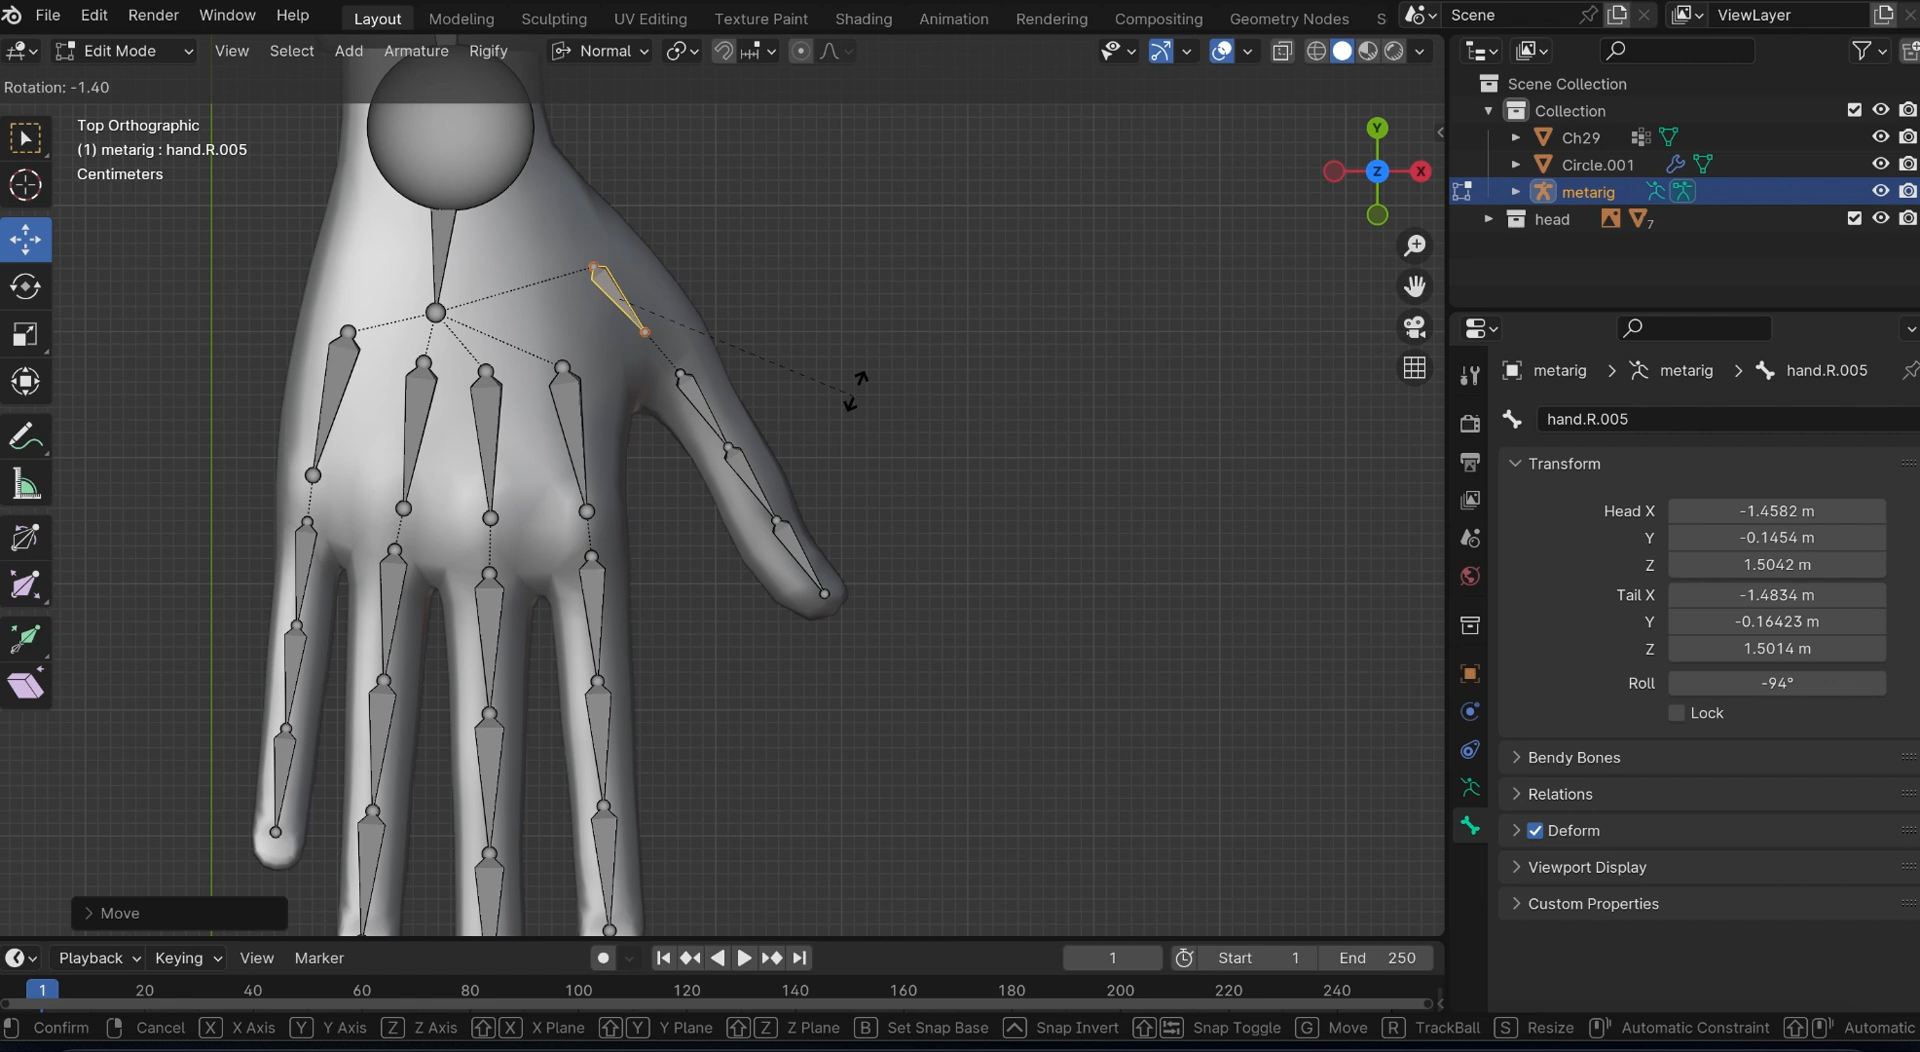 File Edit Render Window Help Layout Modeling Sculpting UV Editing Texture Paint Shading Animation Rendering Compositing Geometry Nodes S Scene ViewLayer
Edit Mode View Select Add Armature Rigify Normal
Rotation: -1.40
Top Orthographic
(1) metarig : hand.R.005
Centimeters
Y
Z
X
Move
Scene Collection
Collection
Ch29
Circle.001
metarig
head 7
metarig > metarig > hand.R.005
hand.R.005
Transform
Head X -1.4582 m
Y -0.1454 m
Z 1.5042 m
Tail X -1.4834 m
Y -0.16423 m
Z 1.5014 m
Roll -94°
Lock
Bendy Bones
Relations
Deform
Viewport Display
Custom Properties
Playback Keying View Marker 1 Start 1 End 250
1 20 40 60 80 100 120 140 160 180 200 220 240
Confirm Cancel X X Axis Y Y Axis Z Z Axis X X Plane Y Y Plane Z Z Plane B Set Snap Base Snap Invert Snap Toggle G Move R TrackBall S Resize Automatic Constraint Automatic